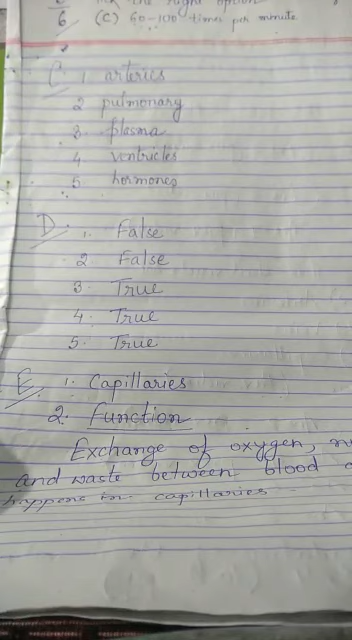 6 (C) 60-100 times per minute
C. 1. arteries
2 pulmonary
3. plasma
4 ventricles
5 hormones
D. 1. False
2. False
3. True
4. True
5. True
E. 1. Capillaries
2. function
Exchange of oxygen,
and waste between blood
happens in capillaries